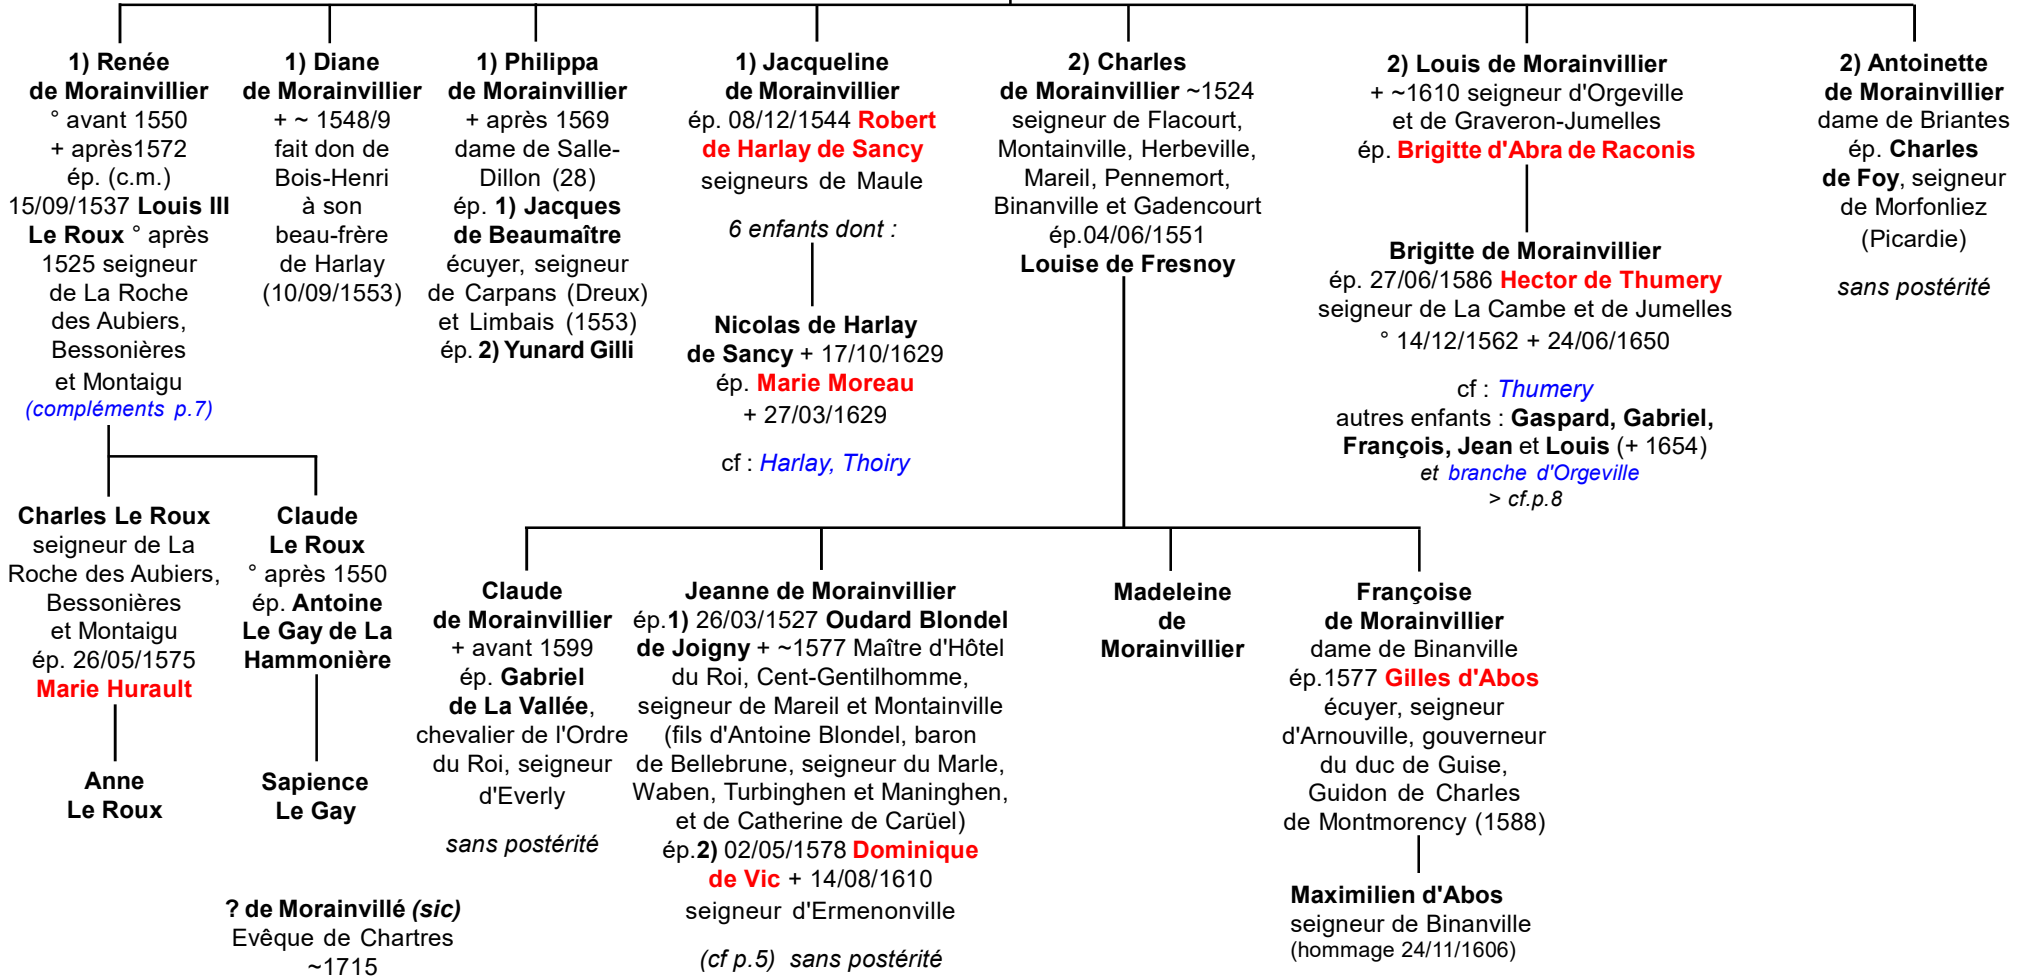 1) Renée
de Morainvillier
° avant 1550
+ après1572
ép. (c.m.)
15/09/1537 Louis III
Le Roux ° après
1525 seigneur
de La Roche
des Aubiers,
Bessonières
et Montaigu
(compléments p.7)
1) Diane
de Morainvillier
+ ~ 1548/9
fait don de
Bois-Henri
à son
beau-frère
de Harlay
(10/09/1553)
1) Philippa
de Morainvillier
+ après 1569
dame de Salle-
Dillon (28)
ép. 1) Jacques
de Beaumaître
écuyer, seigneur
de Carpans (Dreux)
et Limbais (1553)
ép. 2) Yunard Gilli
1) Jacqueline
de Morainvillier
ép. 08/12/1544 Robert
de Harlay de Sancy
seigneurs de Maule
6 enfants dont :
Nicolas de Harlay
de Sancy + 17/10/1629
ép. Marie Moreau
+ 27/03/1629
cf : Harlay, Thoiry
2) Charles
de Morainvillier ~1524
seigneur de Flacourt,
Montainville, Herbeville,
Mareil, Pennemort,
Binanville et Gadencourt
ép.04/06/1551
Louise de Fresnoy
2) Louis de Morainvillier
+ ~1610 seigneur d'Orgeville
et de Graveron-Jumelles
ép. Brigitte d'Abra de Raconis
Brigitte de Morainvillier
ép. 27/06/1586 Hector de Thumery
seigneur de La Cambe et de Jumelles
° 14/12/1562 + 24/06/1650
cf : Thumery
autres enfants : Gaspard, Gabriel,
François, Jean et Louis (+ 1654)
et branche d'Orgeville
> cf.p.8
2) Antoinette
de Morainvillier
dame de Briantes
ép. Charles
de Foy, seigneur
de Morfonliez
(Picardie)
sans postérité
Charles Le Roux
seigneur de La
Roche des Aubiers,
Bessonières
et Montaigu
ép. 26/05/1575
Marie Hurault
Anne
Le Roux
Claude
Le Roux
° après 1550
ép. Antoine
Le Gay de La
Hammonière
Sapience
Le Gay
Claude
de Morainvillier
+ avant 1599
ép. Gabriel
de La Vallée,
chevalier de l'Ordre
du Roi, seigneur
d'Everly
sans postérité
Jeanne de Morainvillier
ép.1) 26/03/1527 Oudard Blondel
de Joigny + ~1577 Maître d'Hôtel
du Roi, Cent-Gentilhomme,
seigneur de Mareil et Montainville
(fils d'Antoine Blondel, baron
de Bellebrune, seigneur du Marle,
Waben, Turbinghen et Maninghen,
et de Catherine de Carüel)
ép.2) 02/05/1578 Dominique
de Vic + 14/08/1610
seigneur d'Ermenonville
(cf p.5) sans postérité
Madeleine
de
Morainvillier
Françoise
de Morainvillier
dame de Binanville
ép.1577 Gilles d'Abos
écuyer, seigneur
d'Arnouville, gouverneur
du duc de Guise,
Guidon de Charles
de Montmorency (1588)
Maximilien d'Abos
seigneur de Binanville
(hommage 24/11/1606)
? de Morainvillé (sic)
Evêque de Chartres
~1715